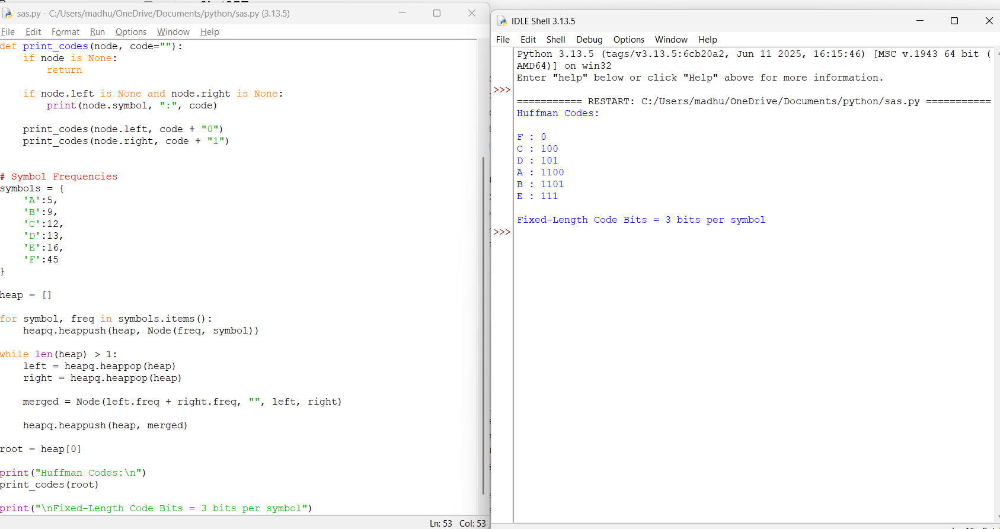 sas.py - C:/Users/madhu/OneDrive/Documents/python/sas.py (3.13.5)
File Edit Format Run Options Window Help
def print_codes(node, code=""):
    if node is None:
        return

    if node.left is None and node.right is None:
        print(node.symbol, ":", code)

    print_codes(node.left, code + "0")
    print_codes(node.right, code + "1")

# Symbol Frequencies
symbols = {
    'A':5,
    'B':9,
    'C':12,
    'D':13,
    'E':16,
    'F':45
}

heap = []

for symbol, freq in symbols.items():
    heapq.heappush(heap, Node(freq, symbol))

while len(heap) > 1:
    left = heapq.heappop(heap)
    right = heapq.heappop(heap)

    merged = Node(left.freq + right.freq, "", left, right)

    heapq.heappush(heap, merged)

root = heap[0]

print("Huffman Codes:\n")
print_codes(root)

print("\nFixed-Length Code Bits = 3 bits per symbol")
Ln: 53 Col: 53
IDLE Shell 3.13.5
File Edit Shell Debug Options Window Help
Python 3.13.5 (tags/v3.13.5:6cb20a2, Jun 11 2025, 16:15:46) [MSC v.1943 64 bit (
AMD64)] on win32
Enter "help" below or click "Help" above for more information.
>>>
=========== RESTART: C:/Users/madhu/OneDrive/Documents/python/sas.py ===========
Huffman Codes:

F : 0
C : 100
D : 101
A : 1100
B : 1101
E : 111

Fixed-Length Code Bits = 3 bits per symbol
>>>